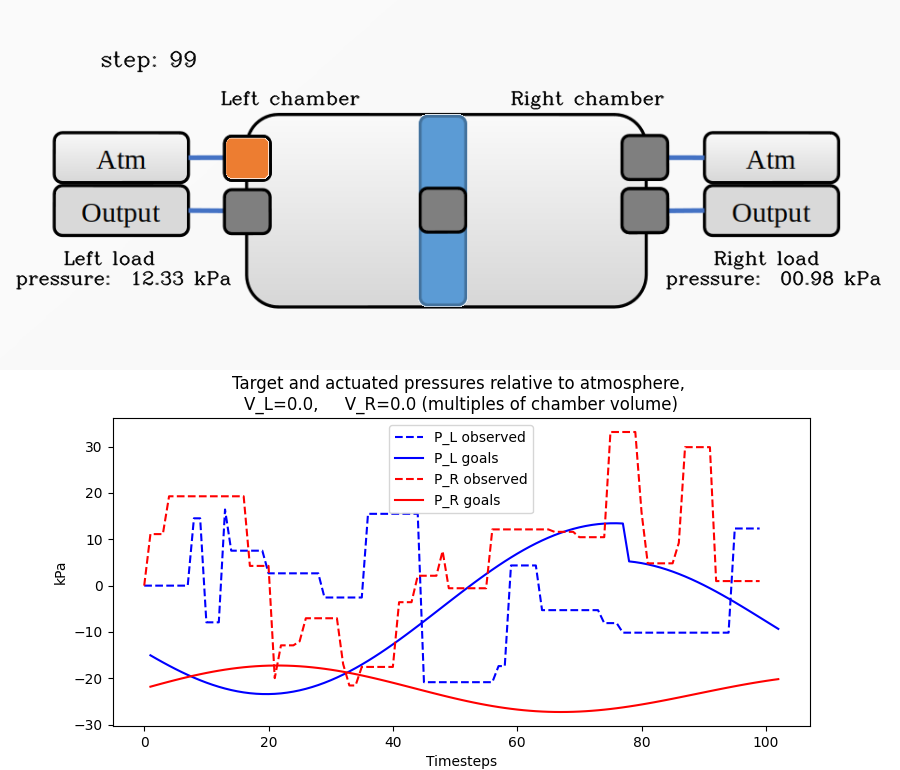 step: 99
Left chamber
Right chamber
Atm
Atm
Output
Output
Left load
pressure: 12.33 kPa
Right load
pressure: 00.98 kPa
Target and actuated pressures relative to atmosphere,
V_L=0.0, V_R=0.0 (multiples of chamber volume)
P_L observed
P_L goals
P_R observed
P_R goals
kPa
30
20
10
0
−10
−20
−30
0 20 40 60 80 100
Timesteps